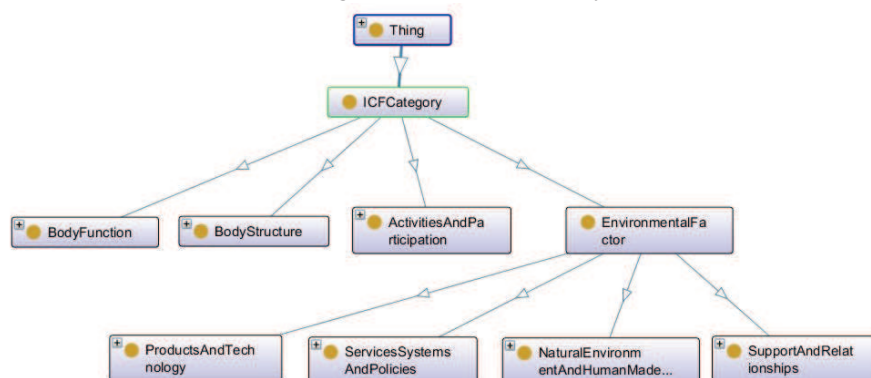 Thing
ICFCategory
BodyFunction
BodyStructure
ActivitiesAndPa
rticipation
EnvironmentalFa
ctor
ProductsAndTech
nology
ServicesSystems
AndPolicies
NaturalEnvironm
entAndHumanMade...
SupportAndRelat
ionships